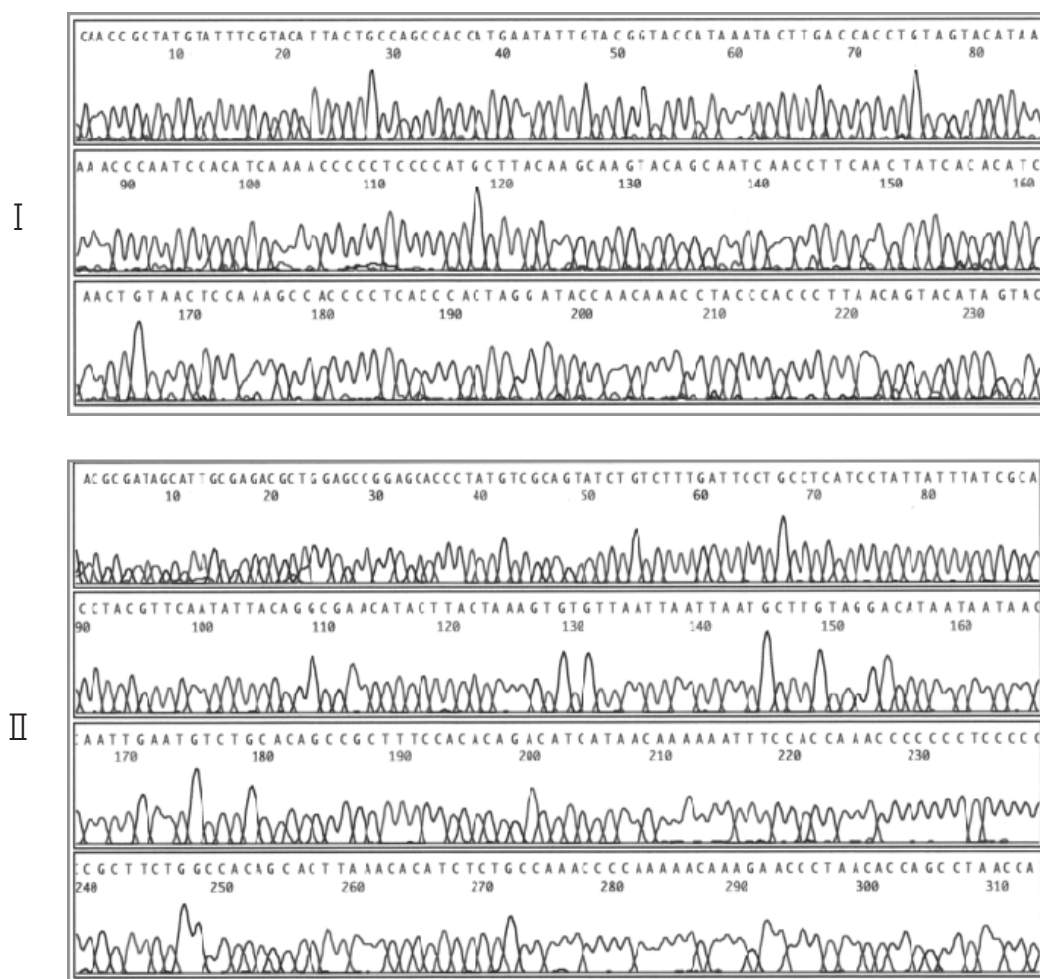 CAACCGCTATGTATTTCGTACATTACTGCCAGCCACCATGAATATTGTACGGTACCATAAATACTTGACCACCTGTAGTACATAA
10 20 30 40 50 60 70 80
AAACCCAATCCACATCAAAACCCCCTCCCCATGCTTACAAGCAAGTACAGCAATCAACCTTCAACTATCACACATC
90 100 110 120 130 140 150 160
I
AACTGTAACTCCAAAGCCACCCCTCACCCACTAGGATACCAACAAACCTACCCACCCTTAACAGTACATAGTAC
170 180 190 200 210 220 230
ACGCGATAGCATTGCGAGACGCTGGAGCCGGAGCACCCTATGTCGCAGTATCTGTCTTTGATTCCTGCCTCATCCTATTATTTATCGCA
10 20 30 40 50 60 70 80
CCTACGTTCAATATTACAGGCGAACATACTTACTAAAGTGTGTTAATTAATTAATGCTTGTAGGACATAATAATAAC
90 100 110 120 130 140 150 160
II
AATTGAATGTCTGCACAGCCGCTTTCCACACAGACATCATAACAAAAAATTTCCACCAAACCCCCCCTCCCCC
170 180 190 200 210 220 230
CGCTTCTGGCCACAGCACTTAAACACATCTCTGCCAAACCCCAAAAACAAAGAACCCTAACACCAGCCTAACCA
240 250 260 270 280 290 300 310